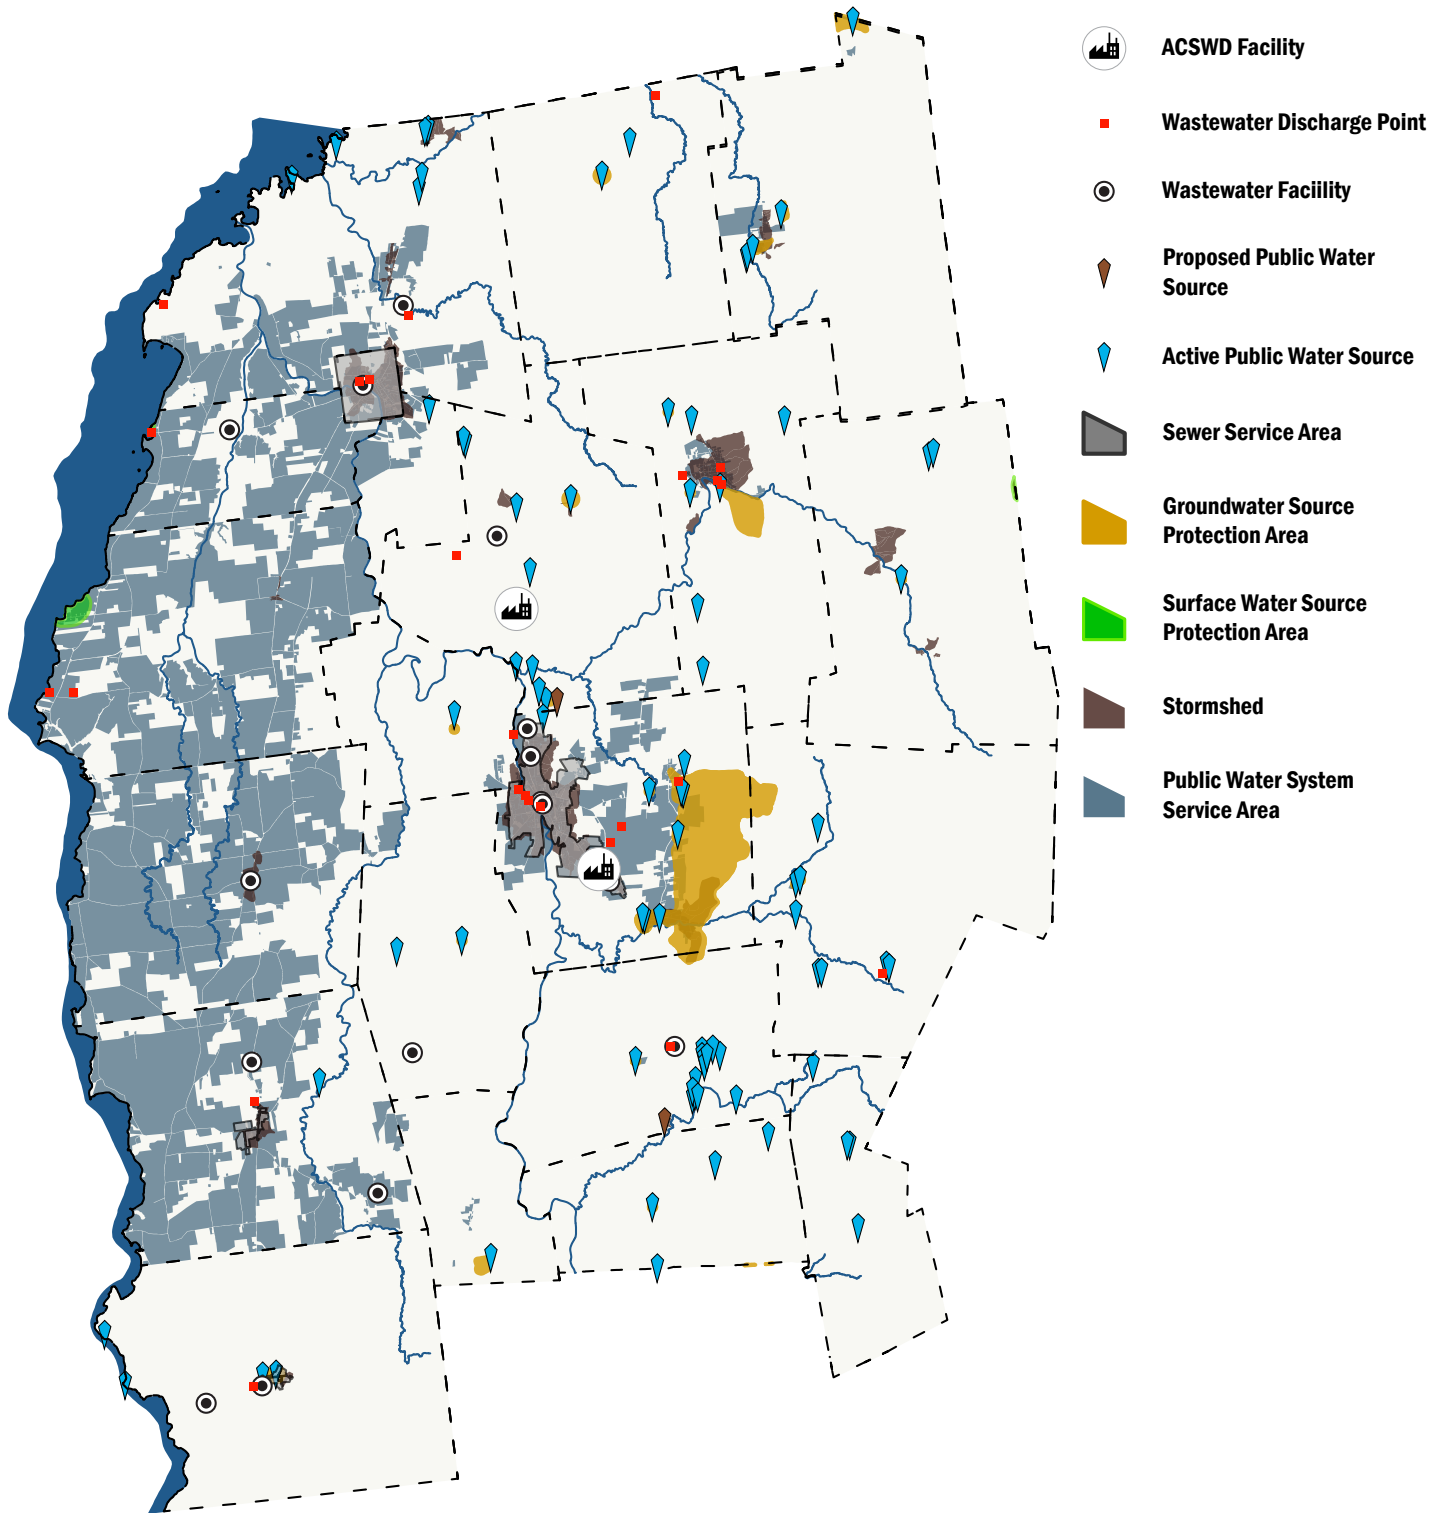 ACSWD Facility
Wastewater Discharge Point
Wastewater Faciility
Proposed Public Water
Source
Active Public Water Source
Sewer Service Area
Groundwater Source
Protection Area
Surface Water Source
Protection Area
Stormshed
Public Water System
Service Area